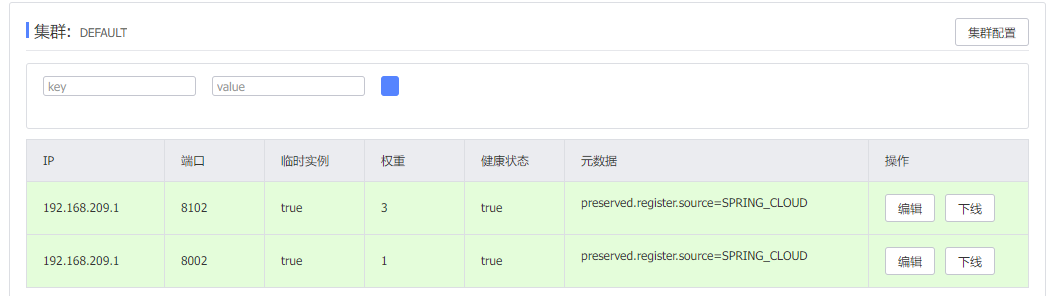 集群: DEFAULT 集群配置
key value
IP 端口 临时实例 权重 健康状态 元数据 操作
192.168.209.1 8102 true 3 true preserved.register.source=SPRING_CLOUD 编辑 下线
192.168.209.1 8002 true 1 true preserved.register.source=SPRING_CLOUD 编辑 下线